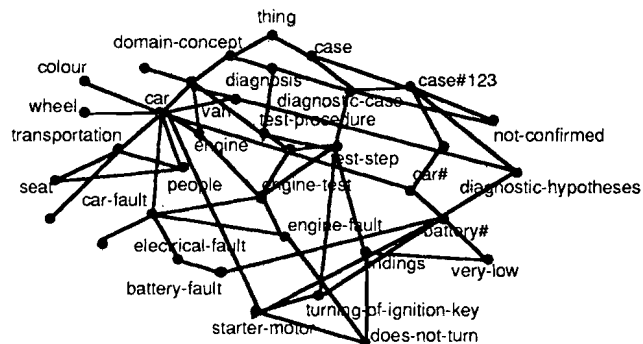 thing
domain-concept
case
colour
diagnosis
case#123
car
diagnostic-case
wheel
van
test-procedure
transportation
engine
not-confirmed
test-step
seat
people
engine-test
car#
diagnostic-hypotheses
car-fault
engine-fault
battery#
electrical-fault
findings
very-low
battery-fault
turning-of-ignition-key
starter-motor
does-not-turn